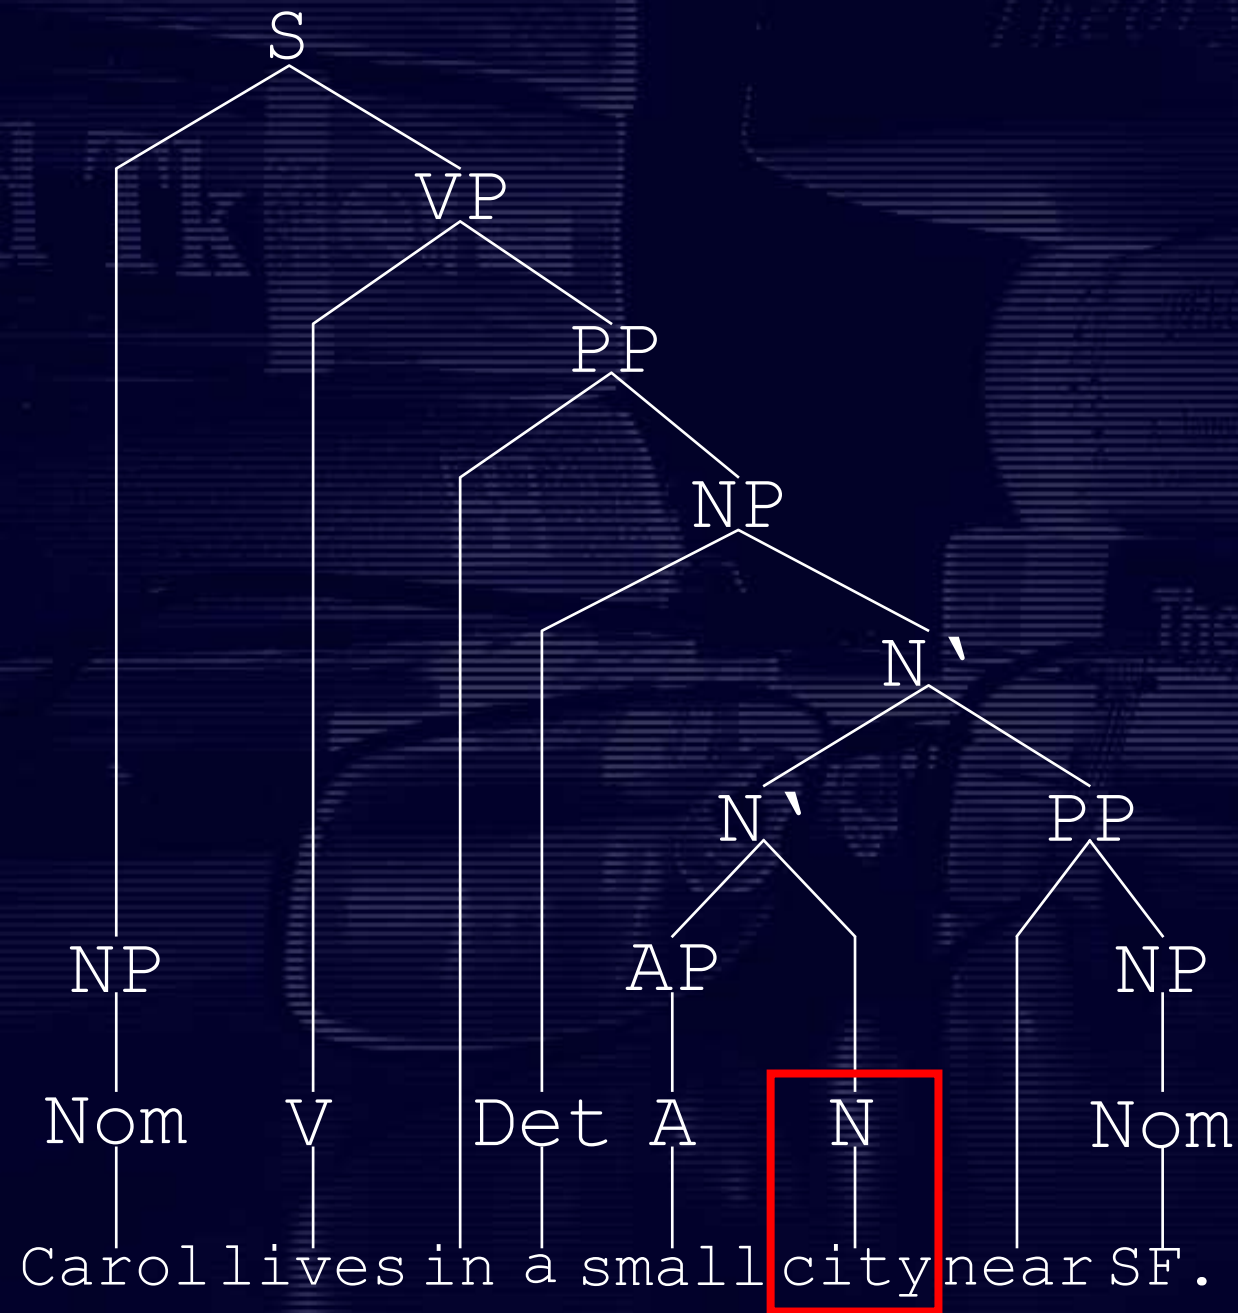 S
VP
PP
NP
N`
N` PP
NP AP NP
Nom V Det A N Nom
Carol lives in a small city near SF.